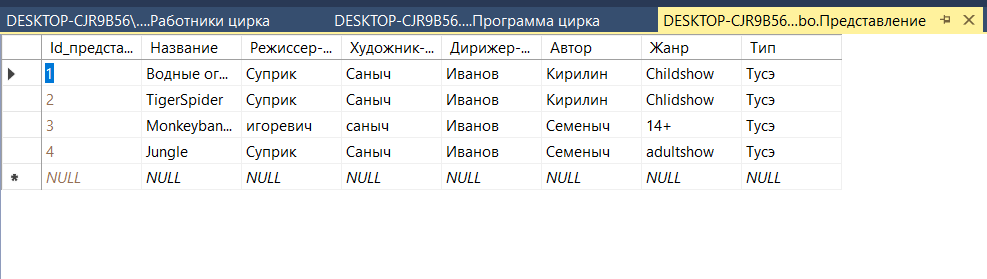 DESKTOP-CJR9B56\....Работники цирка DESKTOP-CJR9B56....Программа цирка DESKTOP-CJR9B56...bo.Представление
Id_предста... Название Режиссер-... Художник-... Дирижер-... Автор Жанр Тип
1 Водные ог... Суприк Саныч Иванов Кирилин Childshow Тусэ
2 TigerSpider Суприк Саныч Иванов Кирилин Chlidshow Тусэ
3 Monkeyban... игоревич саныч Иванов Семеныч 14+ Тусэ
4 Jungle Суприк Саныч Иванов Семеныч adultshow Тусэ
NULL NULL NULL NULL NULL NULL NULL NULL